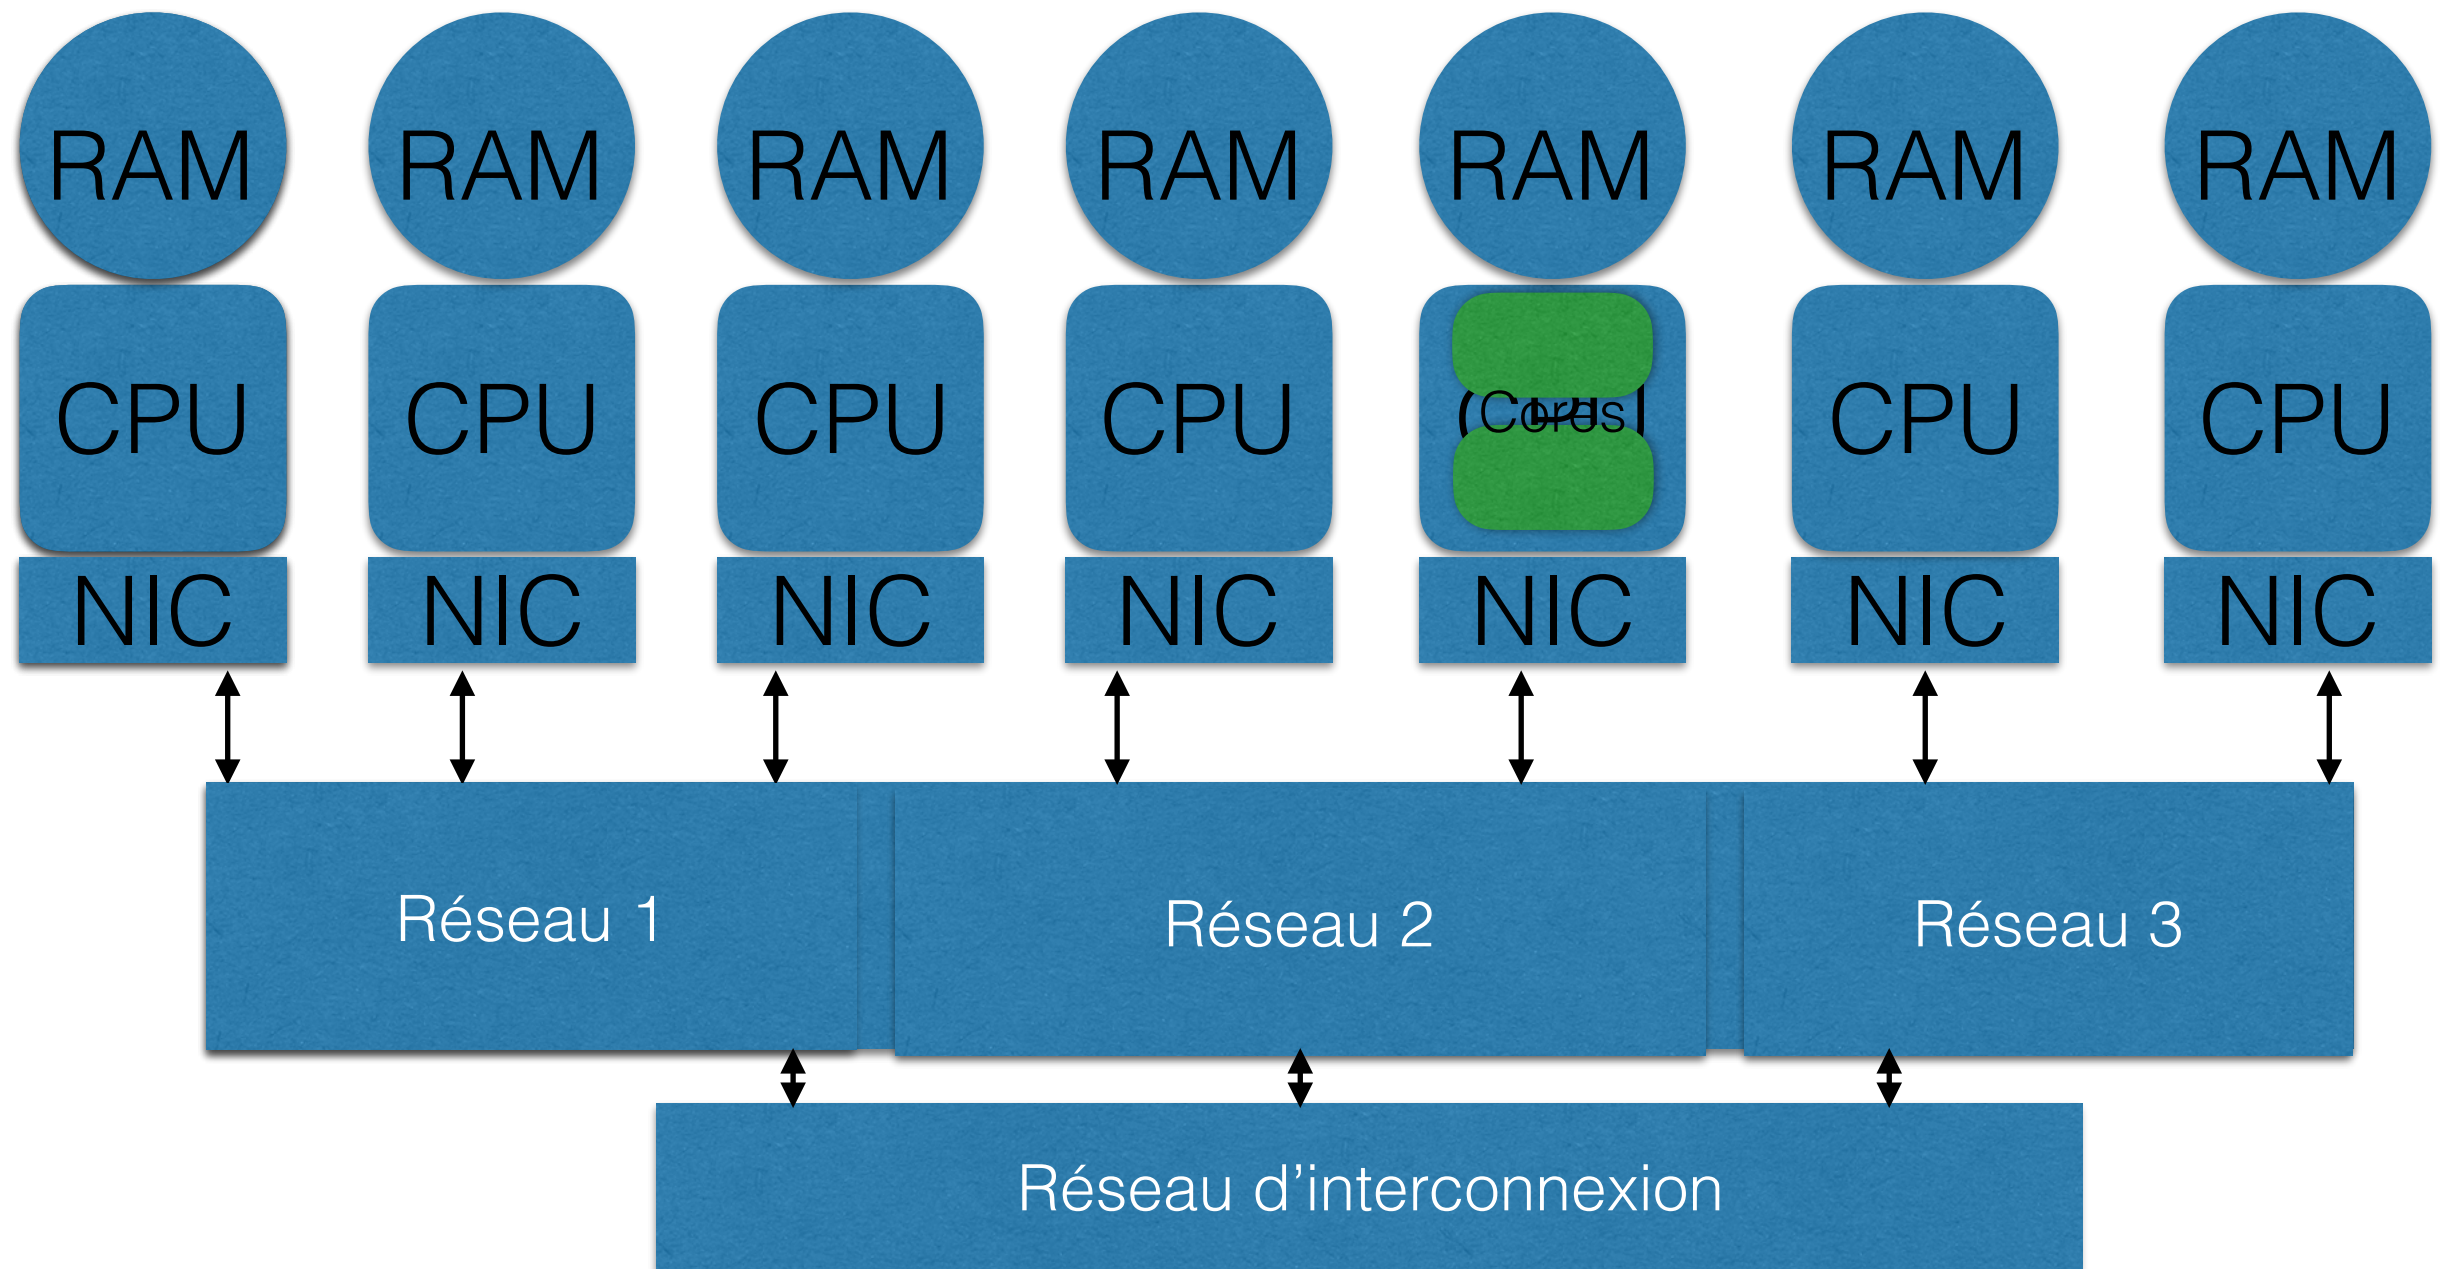 RAM RAM RAM RAM RAM RAM RAM
CPU CPU CPU CPU CPU CPU
NIC NIC NIC NIC NIC NIC NIC
Réseau 1 Réseau 2 Réseau 3
Réseau d’interconnexion